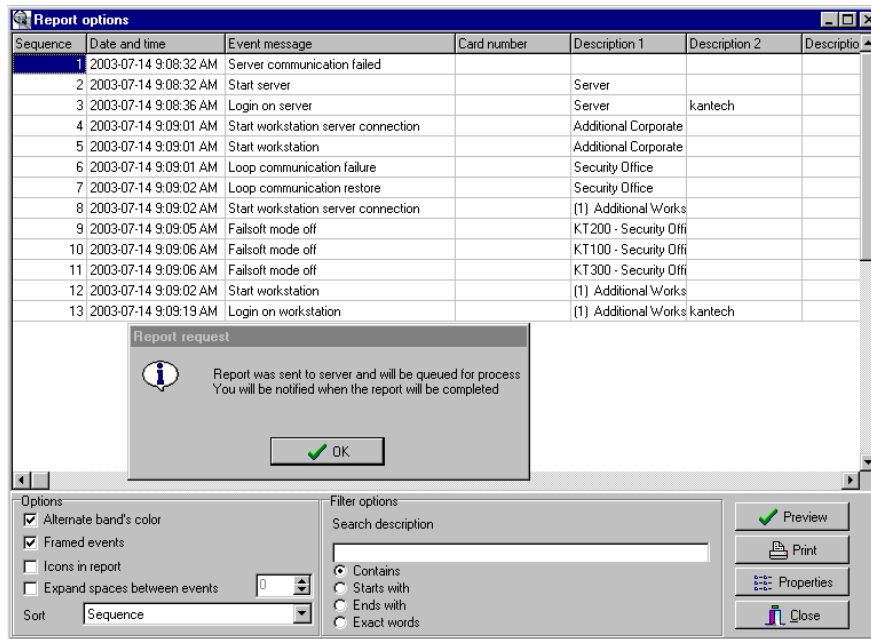 Report options
Sequence Date and time Event message Card number Description 1 Description 2 Descriptio
1 2003-07-14 9:08:32 AM Server communication failed
2 2003-07-14 9:08:32 AM Start server Server
3 2003-07-14 9:08:36 AM Login on server Server kantech
4 2003-07-14 9:09:01 AM Start workstation server connection Additional Corporate
5 2003-07-14 9:09:01 AM Start workstation Additional Corporate
6 2003-07-14 9:09:01 AM Loop communication failure Security Office
7 2003-07-14 9:09:02 AM Loop communication restore Security Office
8 2003-07-14 9:09:02 AM Start workstation server connection (1) Additional Works
9 2003-07-14 9:09:05 AM Failsoft mode off KT200 - Security Offi
10 2003-07-14 9:09:06 AM Failsoft mode off KT100 - Security Offi
11 2003-07-14 9:09:06 AM Failsoft mode off KT300 - Security Offi
12 2003-07-14 9:09:02 AM Start workstation (1) Additional Works
13 2003-07-14 9:09:19 AM Login on workstation (1) Additional Works kantech
Report request
Report was sent to server and will be queued for process
You will be notified when the report will be completed
OK
Options
Alternate band's color
Framed events
Icons in report
Expand spaces between events 0
Sort Sequence
Filter options
Search description
Contains
Starts with
Ends with
Exact words
Preview
Print
Properties
Close